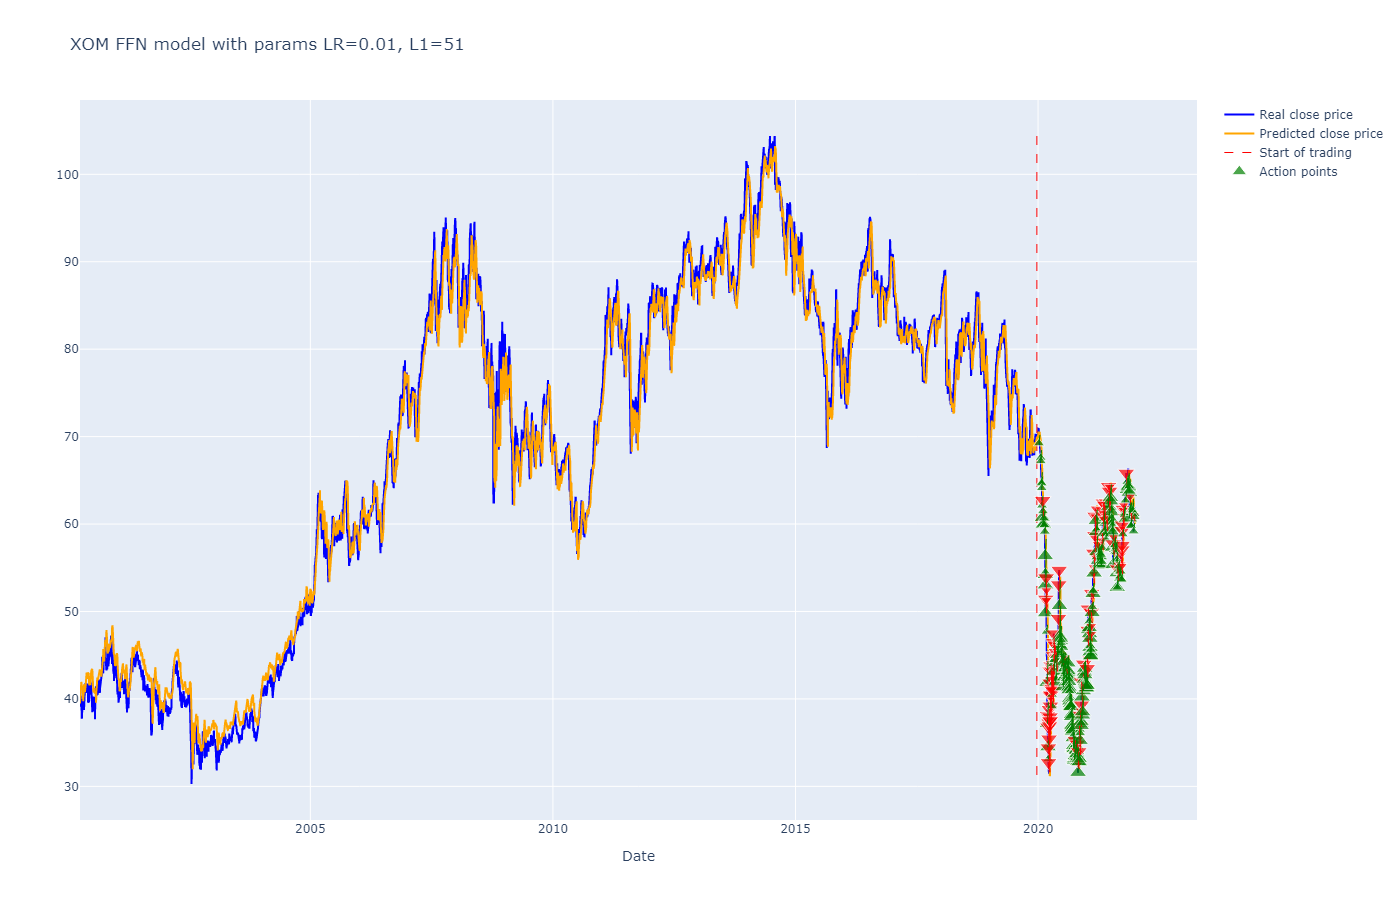 XOM FFN model with params LR=0.01, L1=51
Real close price
Predicted close price
Start of trading
Action points
100
90
80
70
60
50
40
30
2005
2010
2015
2020
Date